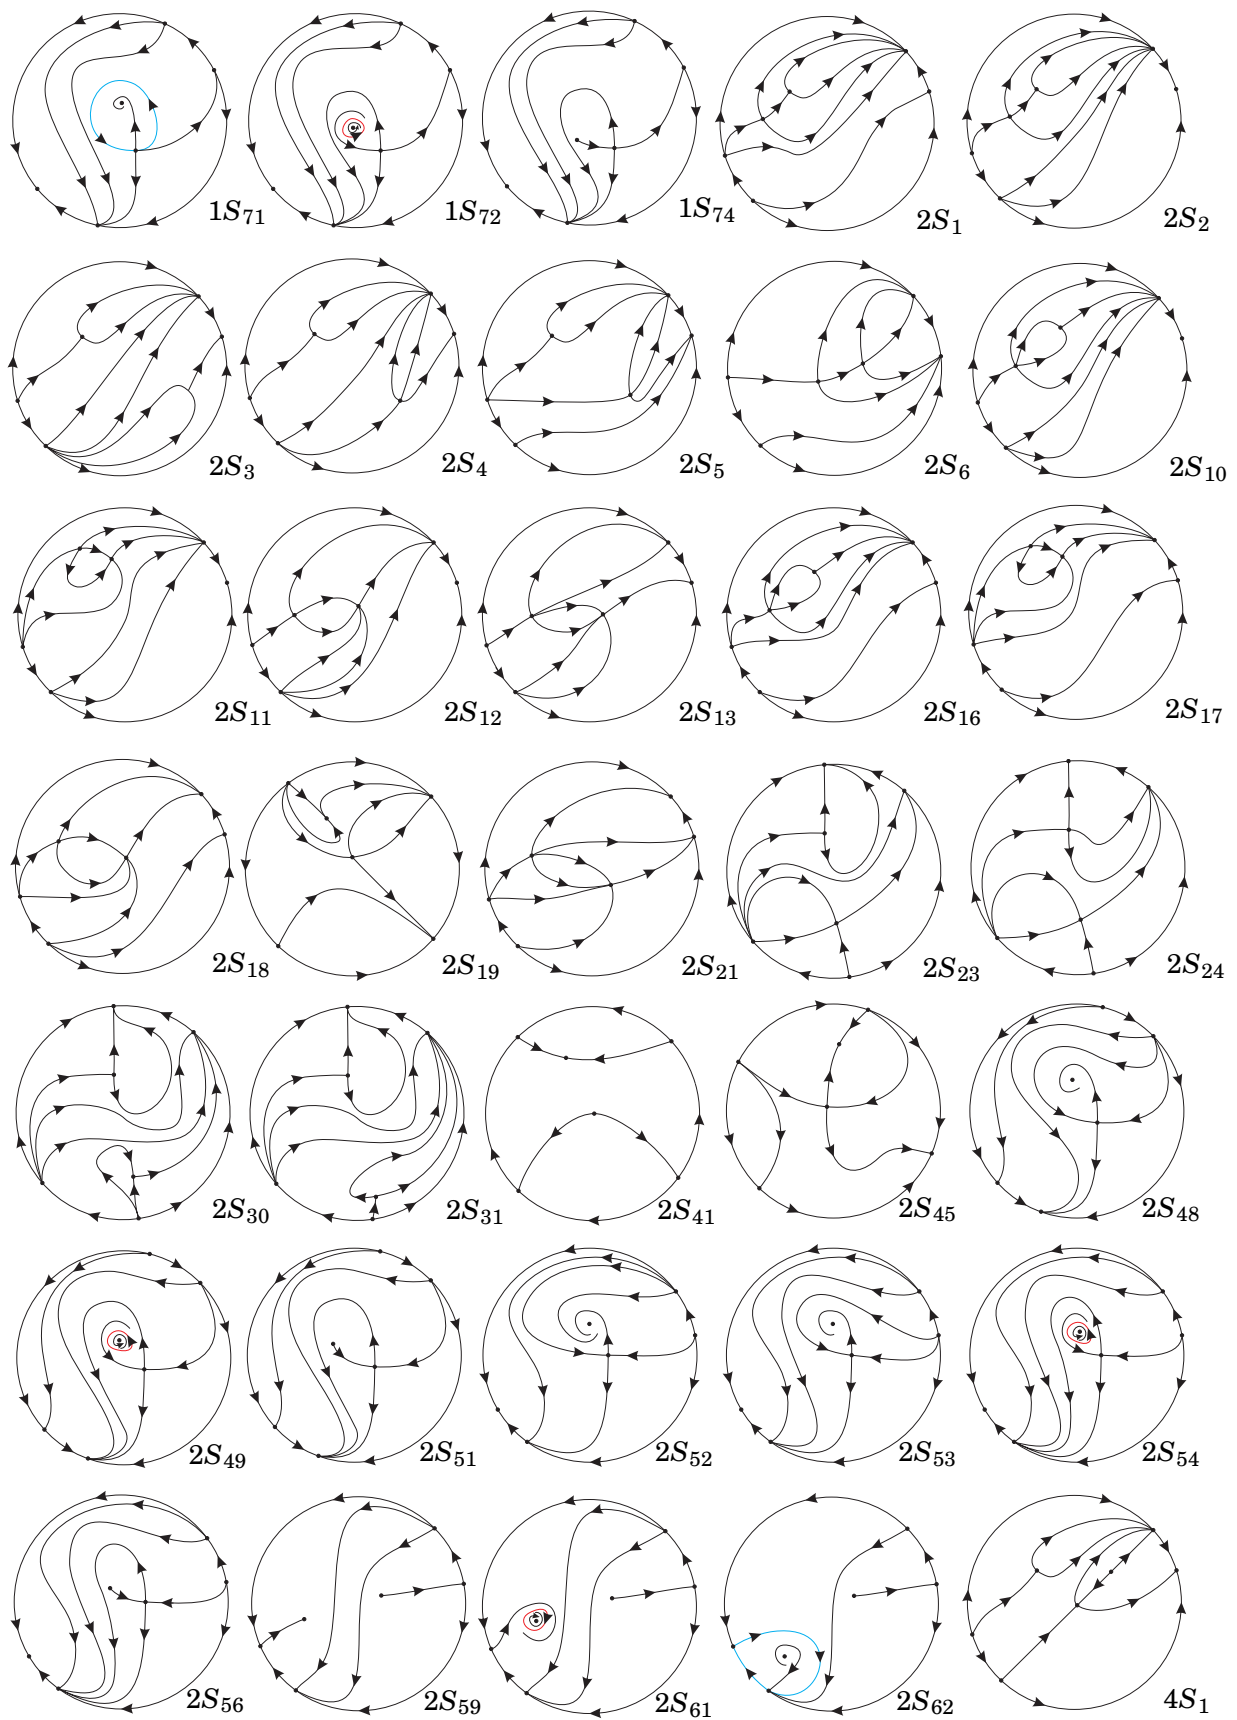 1S₇₁ 1S₇₂ 1S₇₄ 2S₁ 2S₂
2S₃ 2S₄ 2S₅ 2S₆ 2S₁₀
2S₁₁ 2S₁₂ 2S₁₃ 2S₁₆ 2S₁₇
2S₁₈ 2S₁₉ 2S₂₁ 2S₂₃ 2S₂₄
2S₃₀ 2S₃₁ 2S₄₁ 2S₄₅ 2S₄₈
2S₄₉ 2S₅₁ 2S₅₂ 2S₅₃ 2S₅₄
2S₅₆ 2S₅₉ 2S₆₁ 2S₆₂ 4S₁